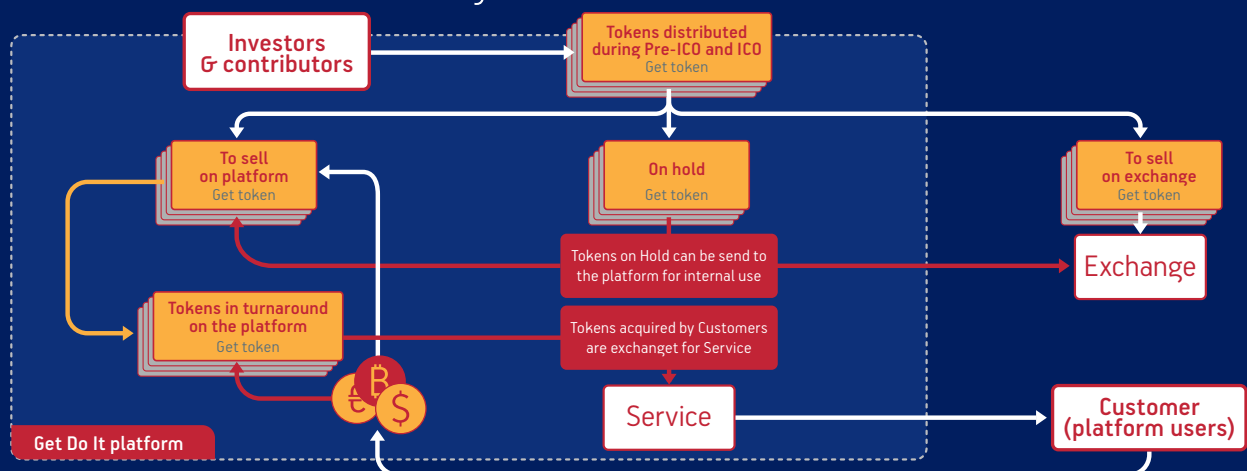 Investors
& contributors
Tokens distributed
during Pre-ICO and ICO
Get token
To sell
on platform
Get token
On hold
Get token
To sell
on exchange
Get token
Tokens on Hold can be send to
the platform for internal use
Exchange
Tokens in turnaround
on the platform
Get token
Tokens acquired by Customers
are exchanget for Service
Service
Customer
(platform users)
Get Do It platform